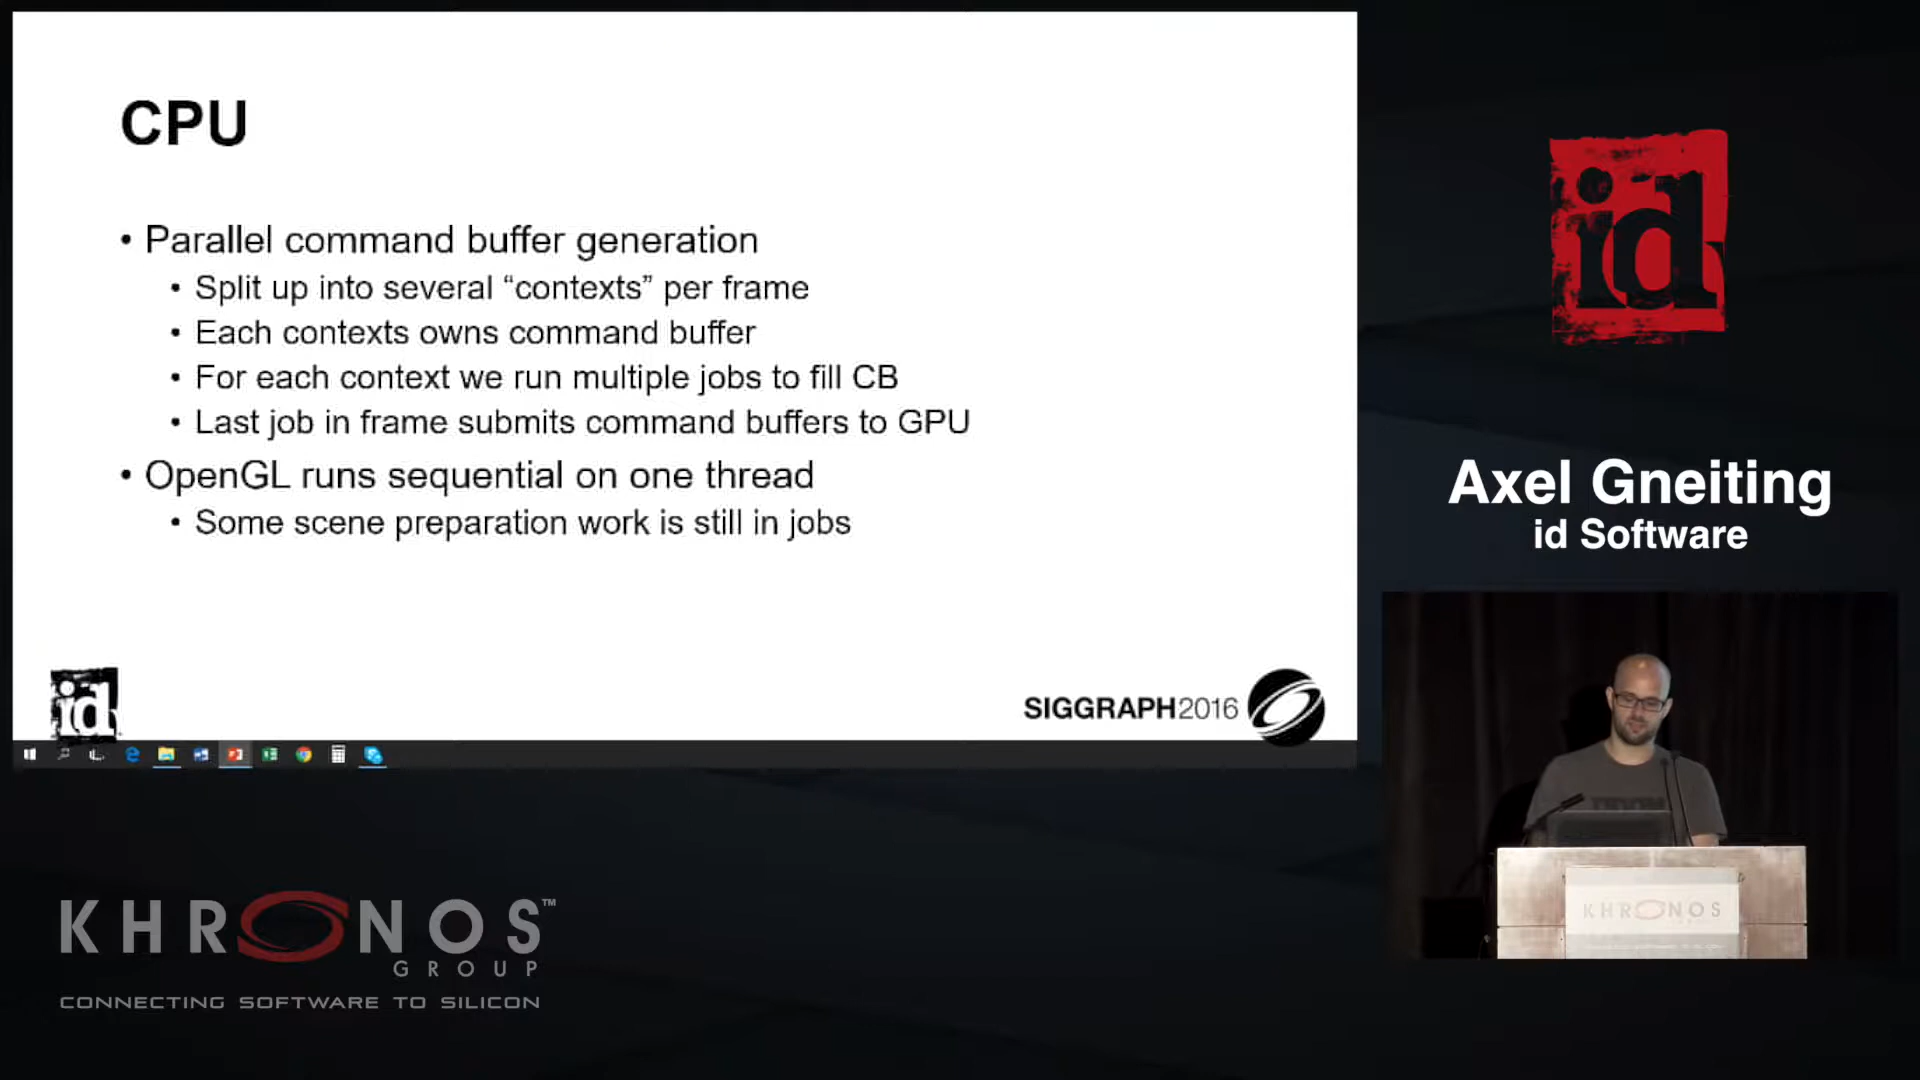 CPU
• Parallel command buffer generation
• Split up into several “contexts” per frame
• Each contexts owns command buffer
• For each context we run multiple jobs to fill CB
• Last job in frame submits command buffers to GPU
• OpenGL runs sequential on one thread
• Some scene preparation work is still in jobs
id
SIGGRAPH2016
id
Axel Gneiting
id Software
KHRONOS
KHRONOS™
GROUP
CONNECTING SOFTWARE TO SILICON